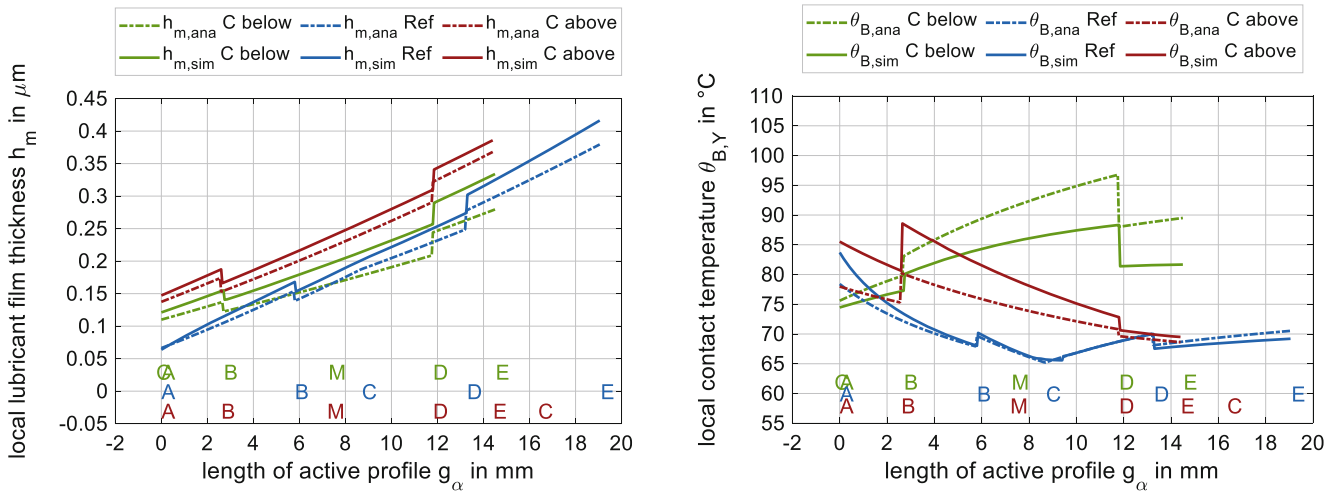 h_m,ana C below h_m,ana Ref h_m,ana C above
h_m,sim C below h_m,sim Ref h_m,sim C above
local lubricant film thickness h_m in μm
0.45
0.4
0.35
0.3
0.25
0.2
0.15
0.1
0.05
0
-0.05
C A B M D E
A B C D E
A B M D E C
-2 0 2 4 6 8 10 12 14 16 18 20
length of active profile g_α in mm
θ_B,ana C below θ_B,ana Ref θ_B,ana C above
θ_B,sim C below θ_B,sim Ref θ_B,sim C above
local contact temperature θ_B,Y in °C
110
105
100
95
90
85
80
75
70
65
60
55
C A B M D E
A B C D E
A B M D E C
-2 0 2 4 6 8 10 12 14 16 18 20
length of active profile g_α in mm